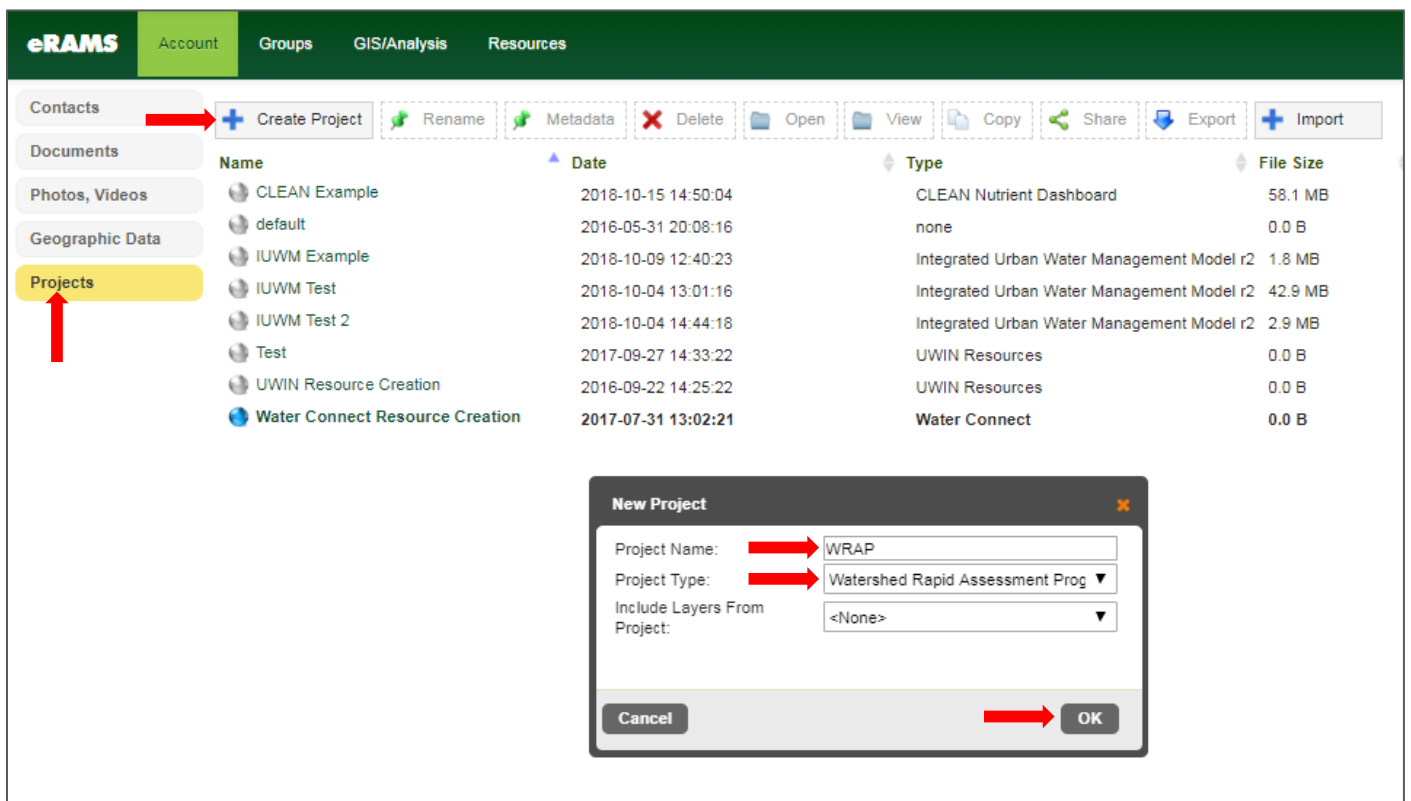 eRAMS Account Groups GIS/Analysis Resources
Contacts
Documents
Photos, Videos
Geographic Data
Projects
Create Project Rename Metadata Delete Open View Copy Share Export Import
Name Date Type File Size
CLEAN Example 2018-10-15 14:50:04 CLEAN Nutrient Dashboard 58.1 MB
default 2016-05-31 20:08:16 none 0.0 B
IUWM Example 2018-10-09 12:40:23 Integrated Urban Water Management Model r2 1.8 MB
IUWM Test 2018-10-04 13:01:16 Integrated Urban Water Management Model r2 42.9 MB
IUWM Test 2 2018-10-04 14:44:18 Integrated Urban Water Management Model r2 2.9 MB
Test 2017-09-27 14:33:22 UWIN Resources 0.0 B
UWIN Resource Creation 2016-09-22 14:25:22 UWIN Resources 0.0 B
Water Connect Resource Creation 2017-07-31 13:02:21 Water Connect 0.0 B
New Project
Project Name: WRAP
Project Type: Watershed Rapid Assessment Prog
Include Layers From
Project: <None>
Cancel OK